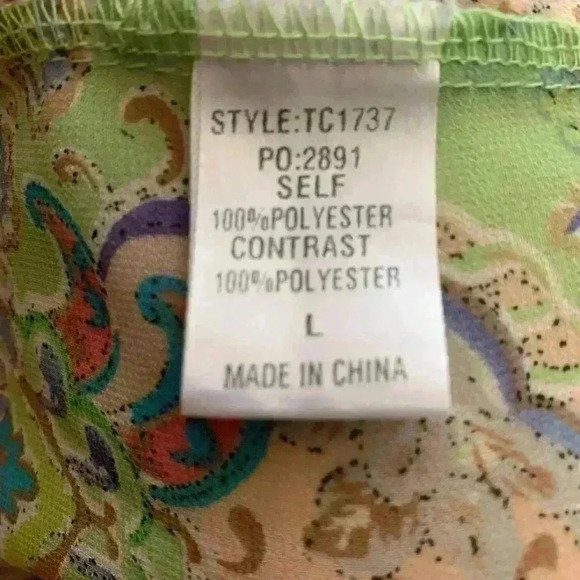 STYLE:TC1737
PO:2891
SELF
100%POLYESTER
CONTRAST
100%POLYESTER
L
MADE IN CHINA